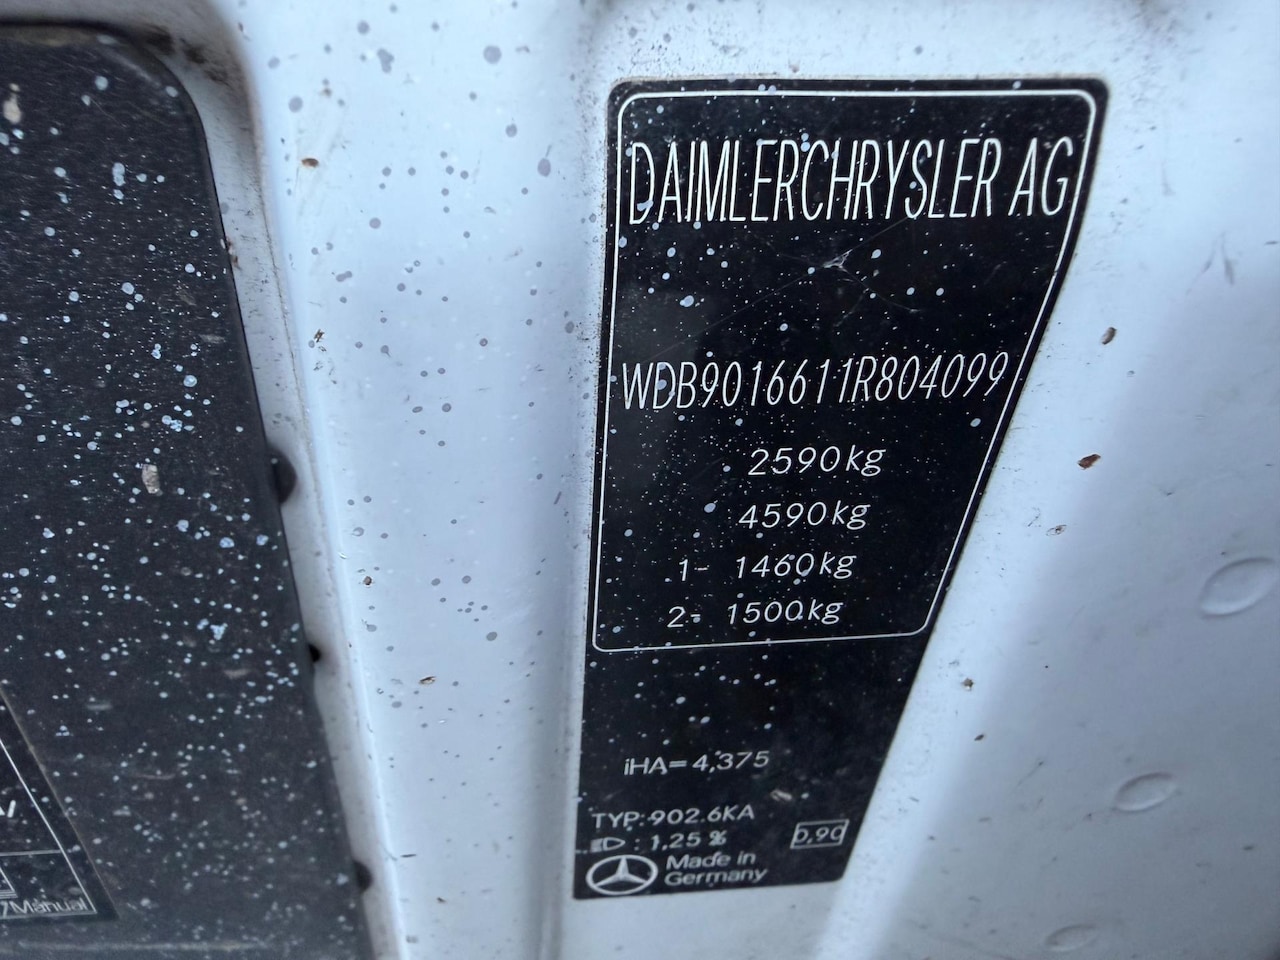 DAIMLERCHRYSLER AG
WDB9016611R804099
2590kg
4590kg
1- 1460kg
2- 1500kg
iHA=4,375
TYP:902.6KA
: 1,25 %
0,90
Made in
Germany
Manual